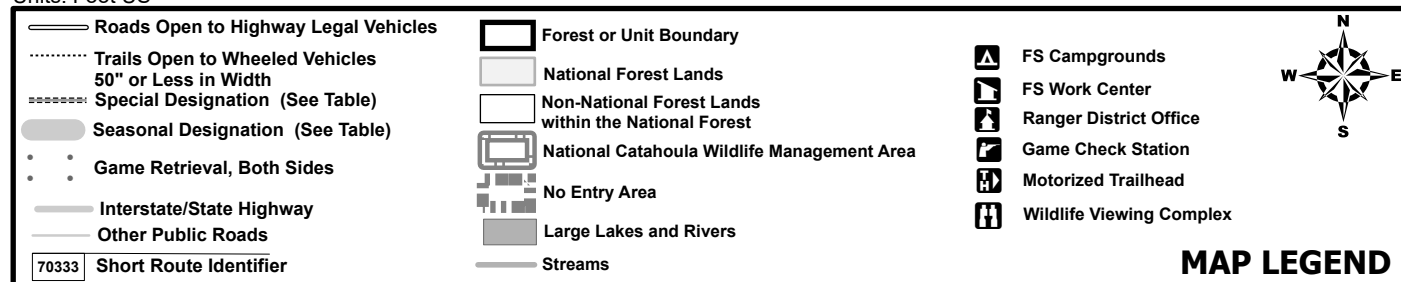 Roads Open to Highway Legal Vehicles
Trails Open to Wheeled Vehicles
50" or Less in Width
Special Designation (See Table)
Seasonal Designation (See Table)
Game Retrieval, Both Sides
Interstate/State Highway
Other Public Roads
70333 Short Route Identifier
Forest or Unit Boundary
National Forest Lands
Non-National Forest Lands
within the National Forest
National Catahoula Wildlife Management Area
No Entry Area
Large Lakes and Rivers
Streams
FS Campgrounds
FS Work Center
Ranger District Office
Game Check Station
TH Motorized Trailhead
Wildlife Viewing Complex
N
W E
S
MAP LEGEND